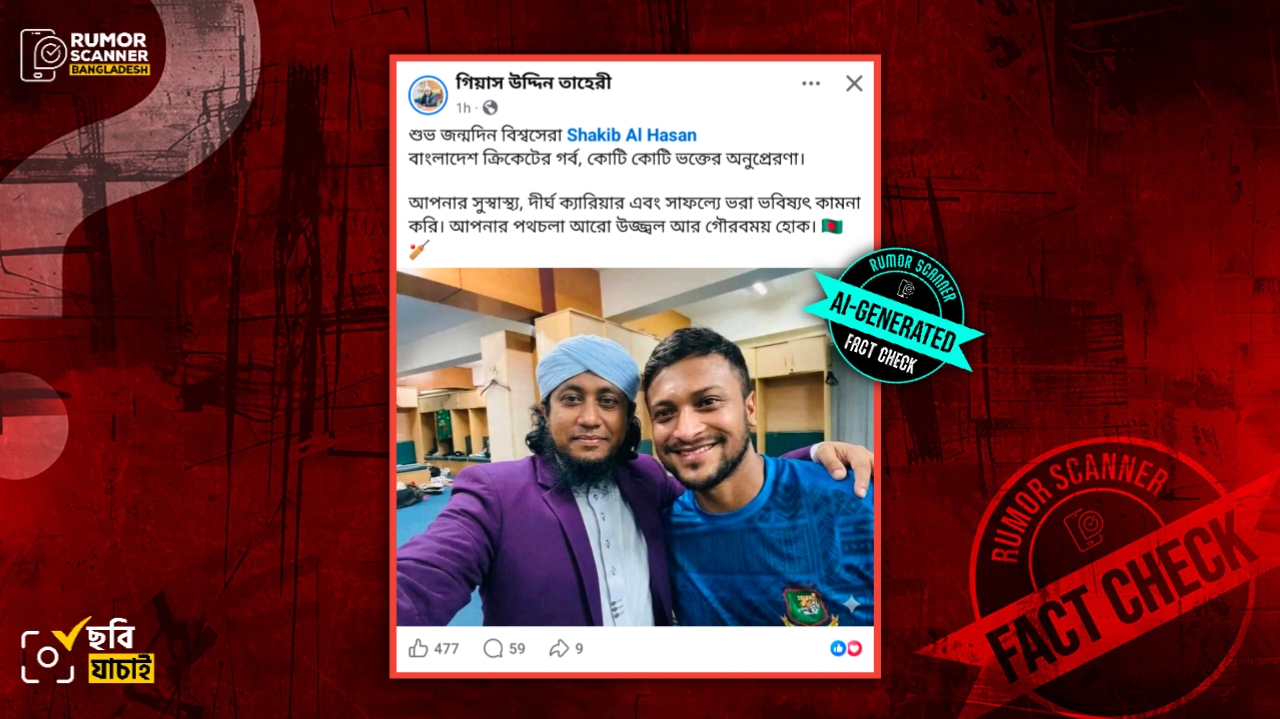 RUMOR
SCANNER
BANGLADESH
গিয়াস উদ্দিন তাহেরী
1h
শুভ জন্মদিন বিশ্বসেরা Shakib Al Hasan
বাংলাদেশ ক্রিকেটের গর্ব, কোটি কোটি ভক্তের অনুপ্রেরণা।
আপনার সুস্বাস্থ্য, দীর্ঘ ক্যারিয়ার এবং সাফল্যে ভরা ভবিষ্যৎ কামনা
করি। আপনার পথচলা আরো উজ্জ্বল আর গৌরবময় হোক। 🇧🇩
🏏
RUMOR SCANNER
AI-GENERATED
FACT CHECK
477
59
9
RUMOR SCANNER
FACT CHECK
ছবি
যাচাই